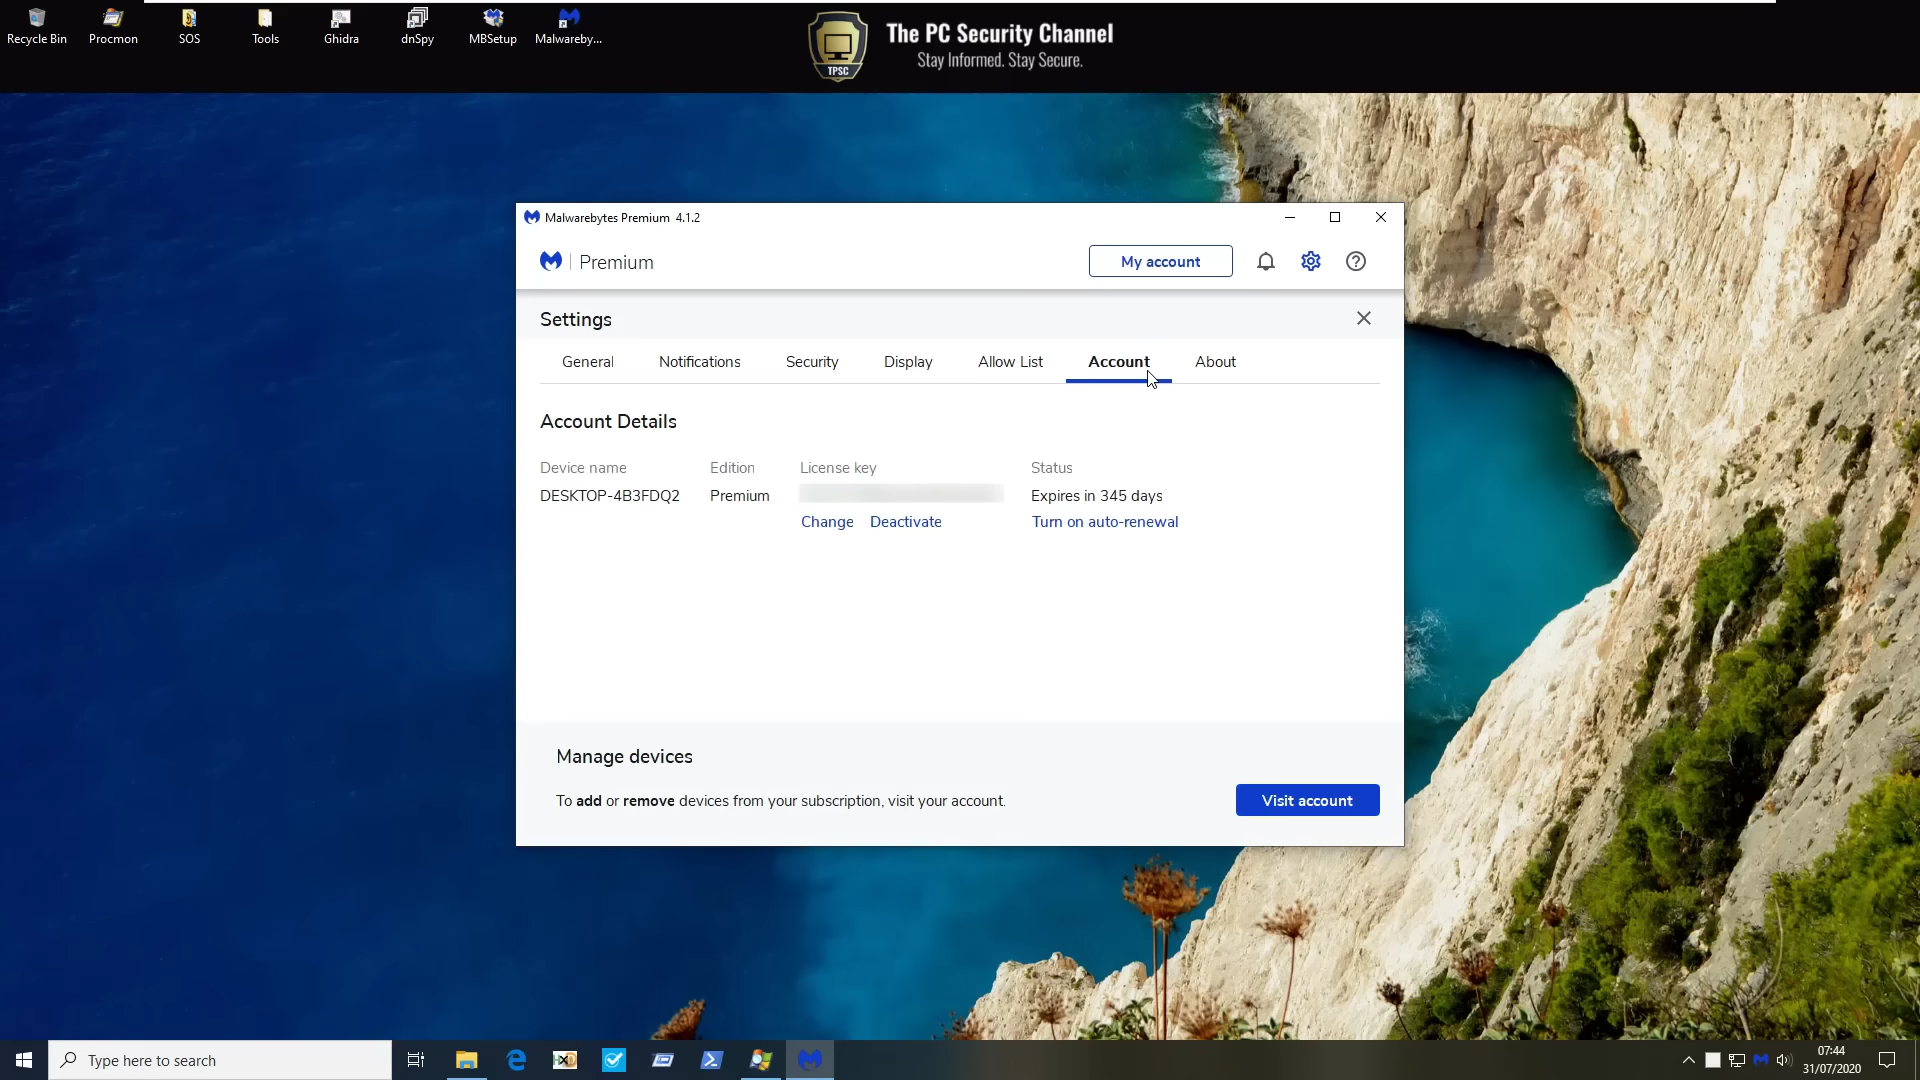 Recycle Bin
Procmon
SOS
Tools
Ghidra
dnSpy
MBSetup
Malwareby...
TPSC
The PC Security Channel
Stay Informed. Stay Secure.
Malwarebytes Premium 4.1.2
Premium
My account
Settings
General
Notifications
Security
Display
Allow List
Account
About
Account Details
Device name
Edition
License key
Status
DESKTOP-4B3FDQ2
Premium
Expires in 345 days
Change
Deactivate
Turn on auto-renewal
Manage devices
To add or remove devices from your subscription, visit your account.
Visit account
Type here to search
07:44
31/07/2020